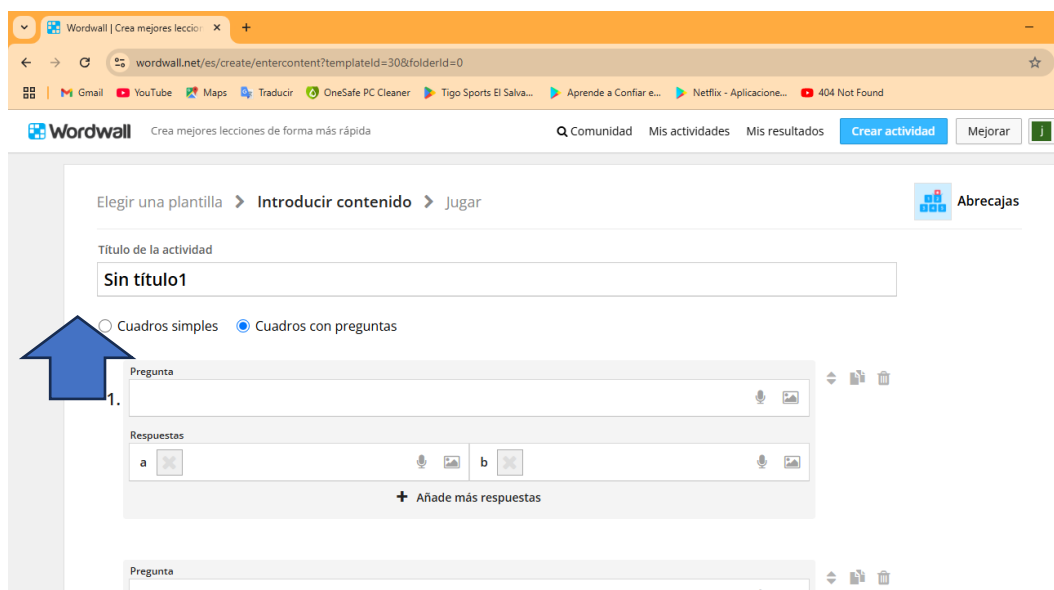 Wordwall | Crea mejores leccion
wordwall.net/es/create/entercontent?templateId=30&folderId=0
Gmail YouTube Maps Traducir OneSafe PC Cleaner Tigo Sports El Salva... Aprende a Confiar e... Netflix - Aplicacione... 404 Not Found
Wordwall Crea mejores lecciones de forma más rápida Comunidad Mis actividades Mis resultados Crear actividad Mejorar j
Elegir una plantilla Introducir contenido Jugar Abrecajas
Título de la actividad
Sin título1
Cuadros simples Cuadros con preguntas
Pregunta
1.
Respuestas
a b
+ Añade más respuestas
Pregunta